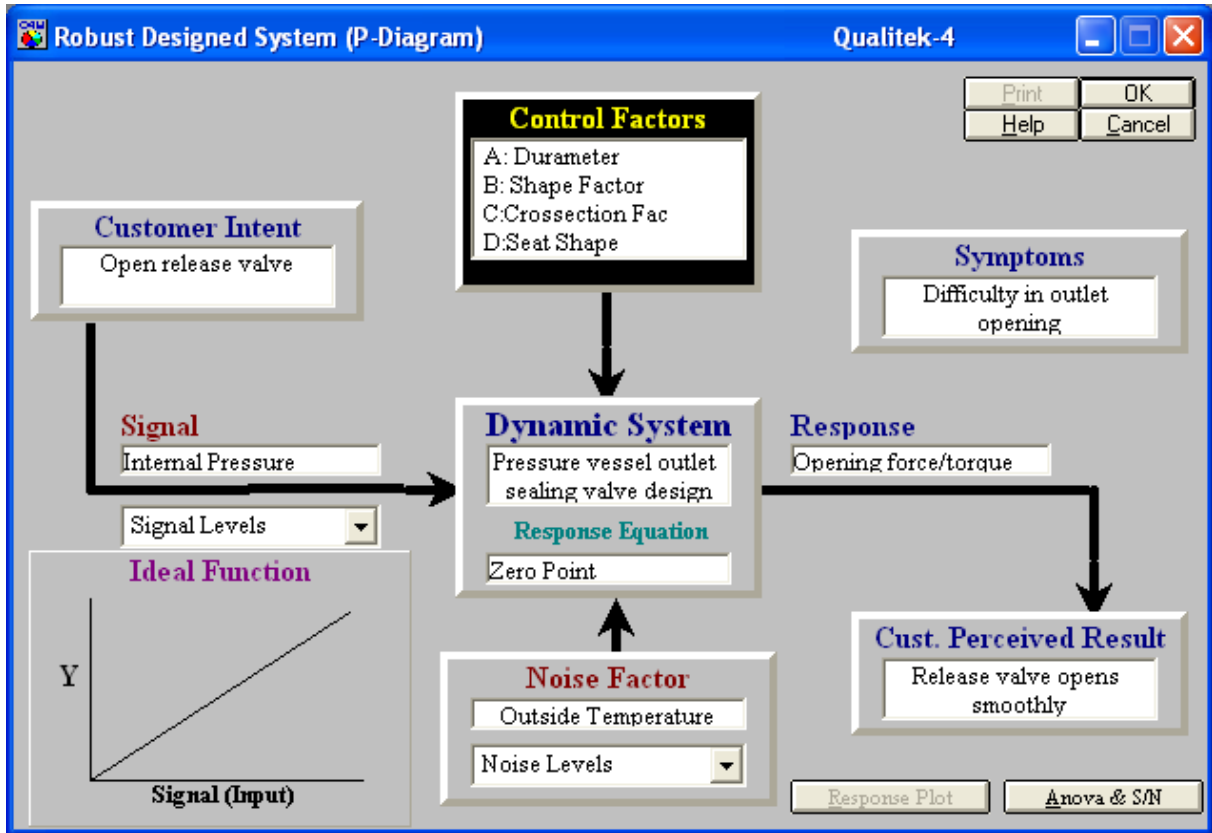 Robust Designed System (P-Diagram) Qualitek-4
Print OK
Help Cancel
Control Factors
A: Durameter
B: Shape Factor
C:Crossection Fac
D:Seat Shape
Customer Intent
Open release valve
Symptoms
Difficulty in outlet
opening
Signal
Internal Pressure
Signal Levels
Dynamic System
Pressure vessel outlet
sealing valve design
Response Equation
Zero Point
Response
Opening force/torque
Ideal Function
Y
Signal (Input)
Noise Factor
Outside Temperature
Noise Levels
Cust. Perceived Result
Release valve opens
smoothly
Response Plot Anova & S/N